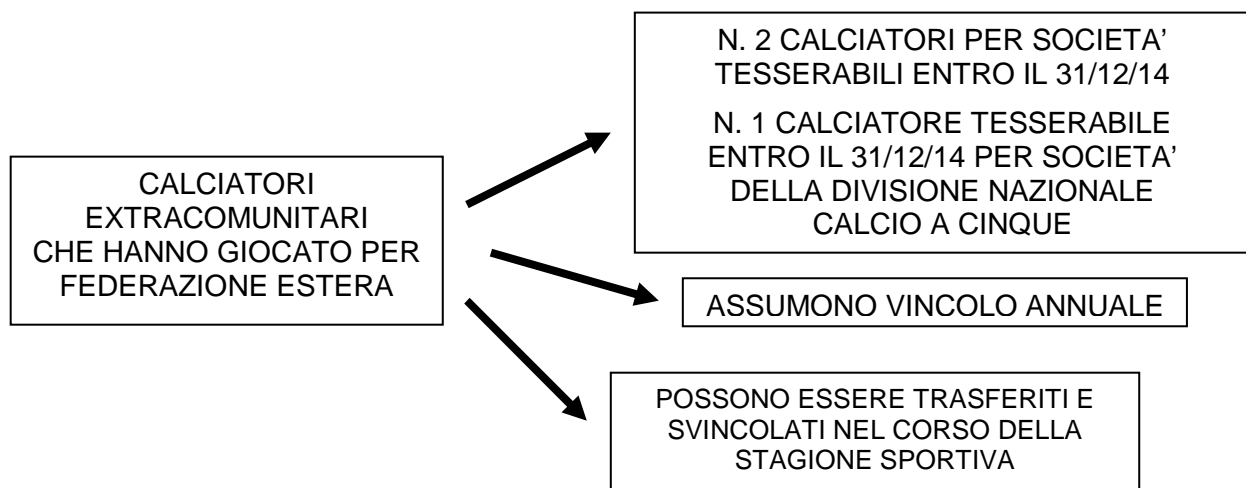 CALCIATORI
EXTRACOMUNITARI
CHE HANNO GIOCATO PER
FEDERAZIONE ESTERA
N. 2 CALCIATORI PER SOCIETA’
TESSERABILI ENTRO IL 31/12/14
N. 1 CALCIATORE TESSERABILE
ENTRO IL 31/12/14 PER SOCIETA’
DELLA DIVISIONE NAZIONALE
CALCIO A CINQUE
ASSUMONO VINCOLO ANNUALE
POSSONO ESSERE TRASFERITI E
SVINCOLATI NEL CORSO DELLA
STAGIONE SPORTIVA